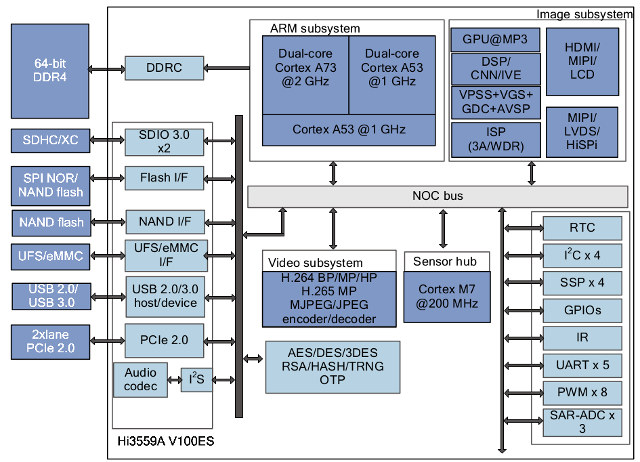 ARM subsystem
Image subsystem
64-bit
DDR4
DDRC
Dual-core
Cortex A73
@2 GHz
Dual-core
Cortex A53
@1 GHz
Cortex A53 @1 GHz
GPU@MP3
DSP/
CNN/IVE
VPSS+VGS+
GDC+AVSP
ISP
(3A/WDR)
HDMI/
MIPI/
LCD
MIPI/
LVDS/
HiSPi
SDHC/XC
SDIO 3.0
x2
SPI NOR/
NAND flash
Flash I/F
NAND flash
NAND I/F
UFS/eMMC
UFS/eMMC
I/F
USB 2.0/
USB 3.0
USB 2.0/3.0
host/device
2xlane
PCIe 2.0
PCIe 2.0
Audio
codec
I²S
Hi3559A V100ES
NOC bus
Video subsystem
H.264 BP/MP/HP
H.265 MP
MJPEG/JPEG
encoder/decoder
Sensor hub
Cortex M7
@200 MHz
AES/DES/3DES
RSA/HASH/TRNG
OTP
RTC
I²C x 4
SSP x 4
GPIOs
IR
UART x 5
PWM x 8
SAR-ADC x
3